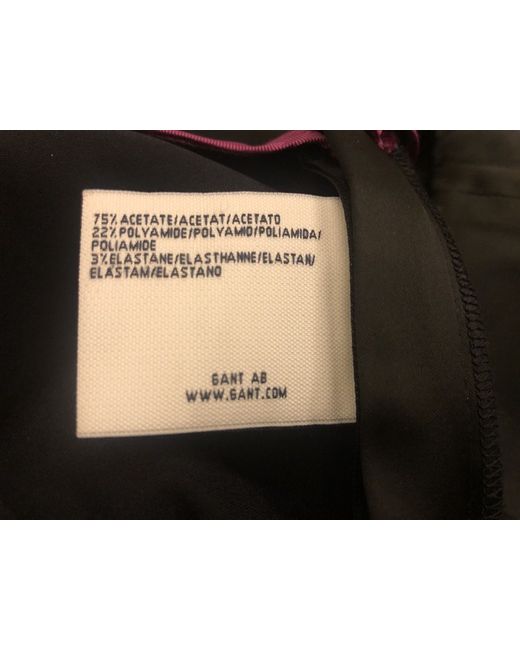 75% ACETATE/ACETAT/ACETATO
22% POLYAMIDE/POLYAMID/POLIAMIDA/
POLIAMIDE
3% ELASTANE/ELASTHANNE/ELASTAN/
ELASTAM/ELASTANO
GANT AB
WWW.GANT.COM